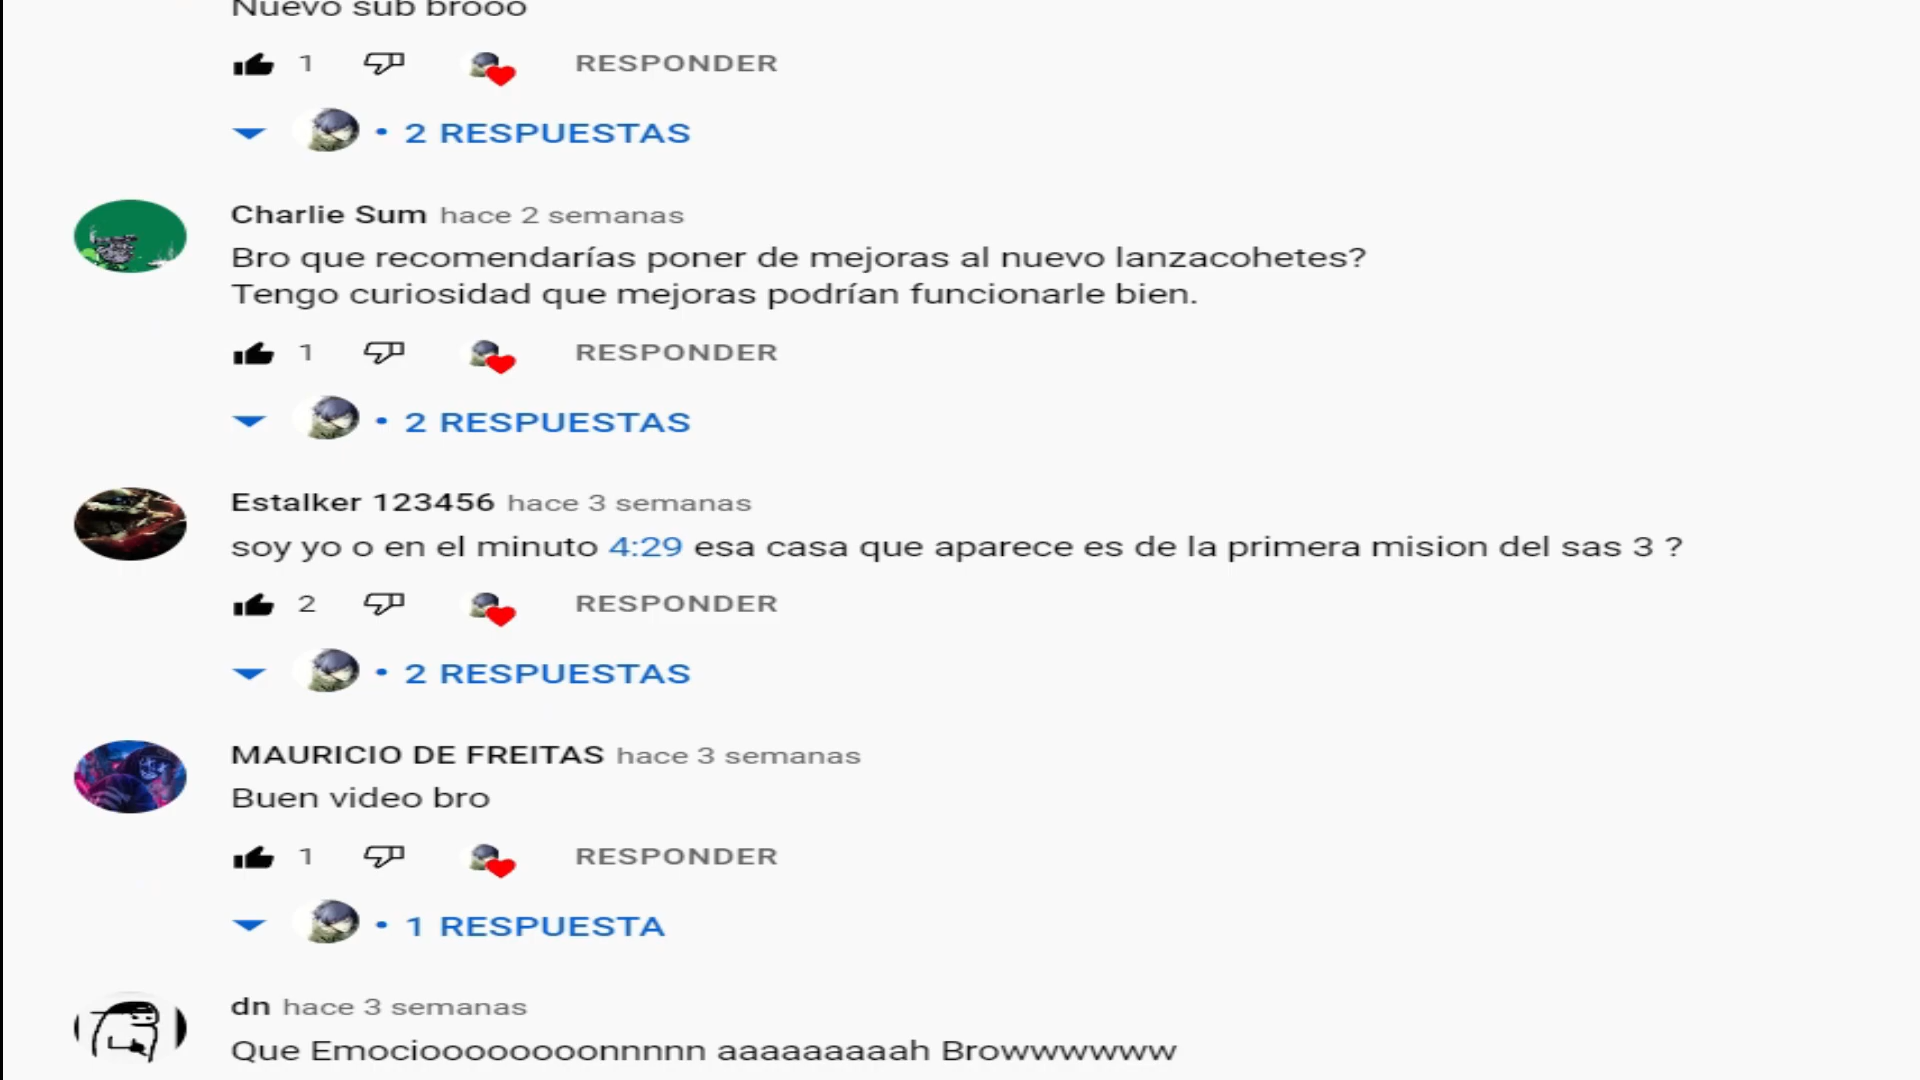 Nuevo sub brooo
1 RESPONDER
• 2 RESPUESTAS
Charlie Sum hace 2 semanas
Bro que recomendarías poner de mejoras al nuevo lanzacohetes?
Tengo curiosidad que mejoras podrían funcionarle bien.
1 RESPONDER
• 2 RESPUESTAS
Estalker 123456 hace 3 semanas
soy yo o en el minuto 4:29 esa casa que aparece es de la primera mision del sas 3 ?
2 RESPONDER
• 2 RESPUESTAS
MAURICIO DE FREITAS hace 3 semanas
Buen video bro
1 RESPONDER
• 1 RESPUESTA
dn hace 3 semanas
Que Emociooooooooonnnnn aaaaaaaaah Browwwwww